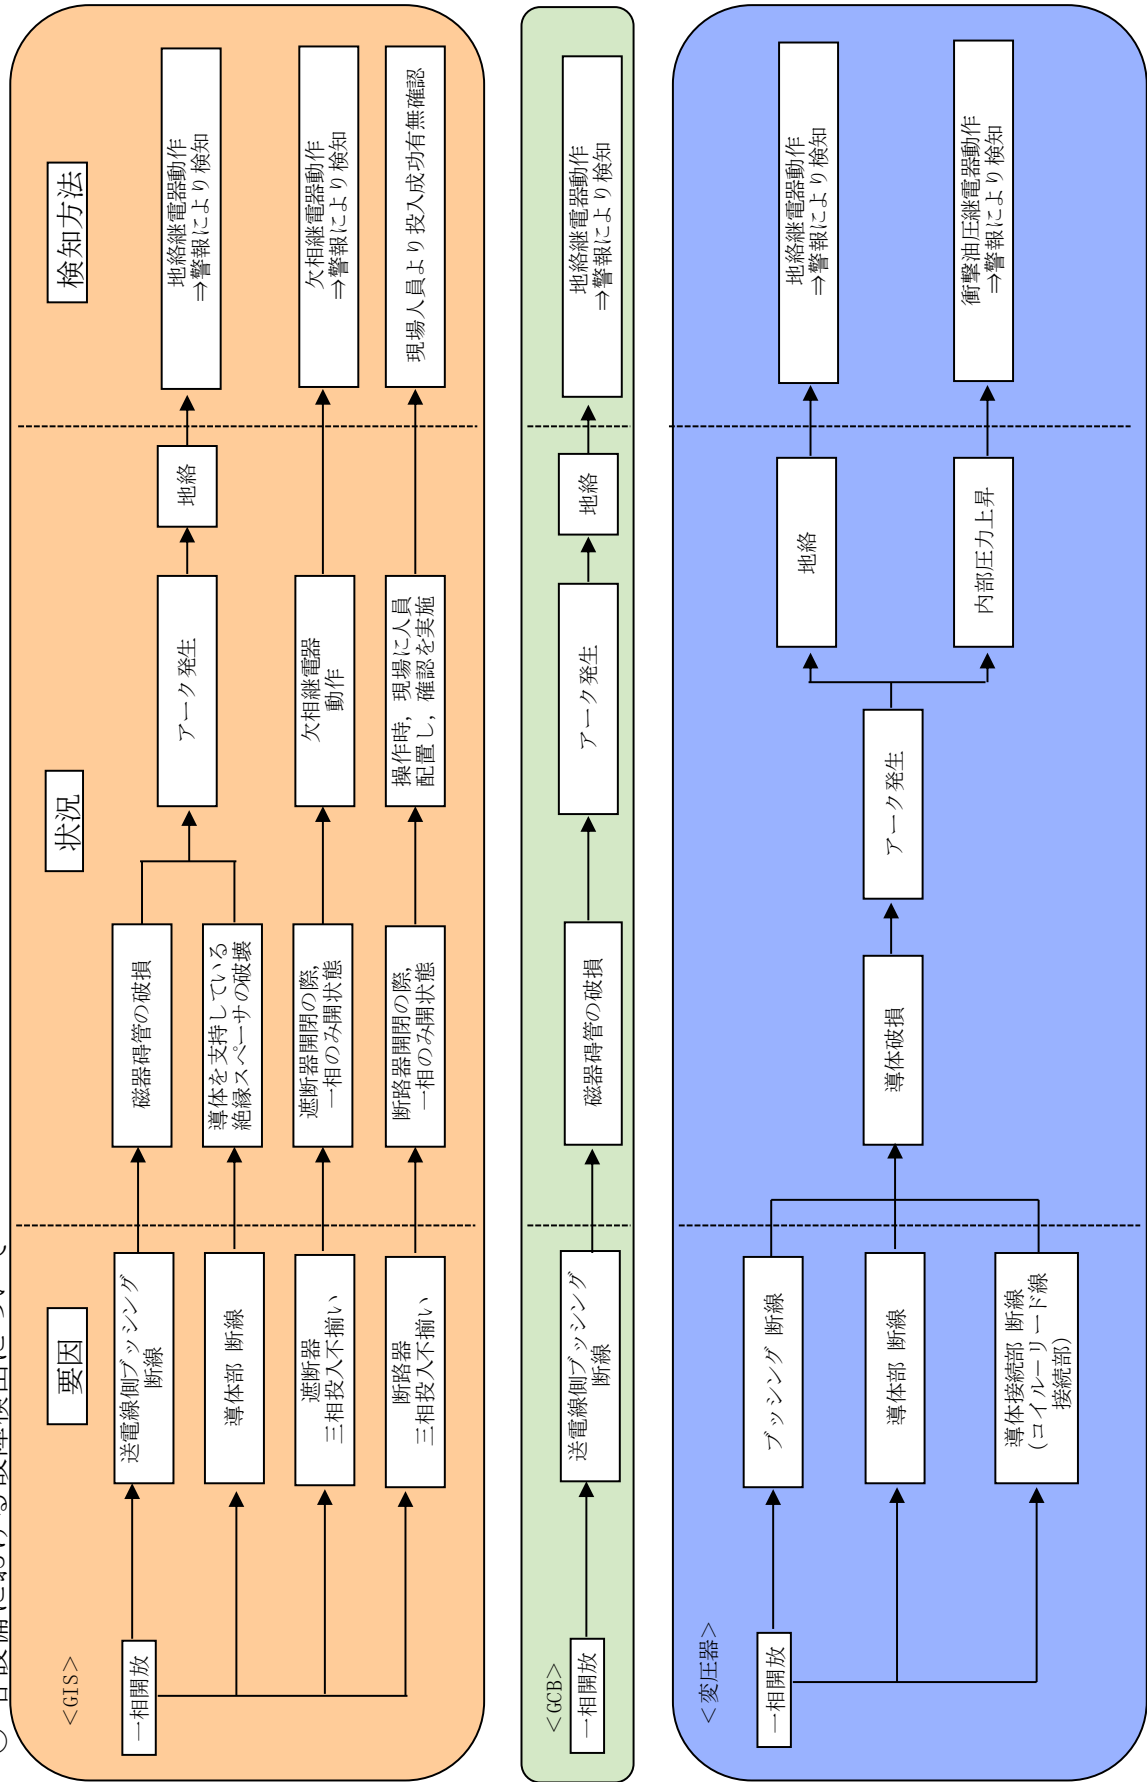 各設備における故障検出について
＜GIS＞
要因
状況
検知方法
一相開放
送電線側ブッシング
断線
磁器碍管の破損
アーク発生
地絡
地絡継電器動作
⇒警報により検知
導体部 断線
導体を支持している
絶縁スペーサの破壊
遮断器
三相投入不揃い
遮断器開閉の際,
一相のみ開状態
欠相継電器
動作
欠相継電器動作
⇒警報により検知
断路器
三相投入不揃い
断路器開閉の際,
一相のみ開状態
操作時, 現場に人員
配置し, 確認を実施
現場人員より投入成功有無確認
＜GCB＞
一相開放
送電線側ブッシング
断線
磁器碍管の破損
アーク発生
地絡
地絡継電器動作
⇒警報により検知
＜変圧器＞
一相開放
ブッシング 断線
導体部 断線
導体接続部 断線
(コイルーリード線
接続部)
導体破損
アーク発生
地絡
地絡継電器動作
⇒警報により検知
内部圧力上昇
衝撃油圧継電器動作
⇒警報により検知